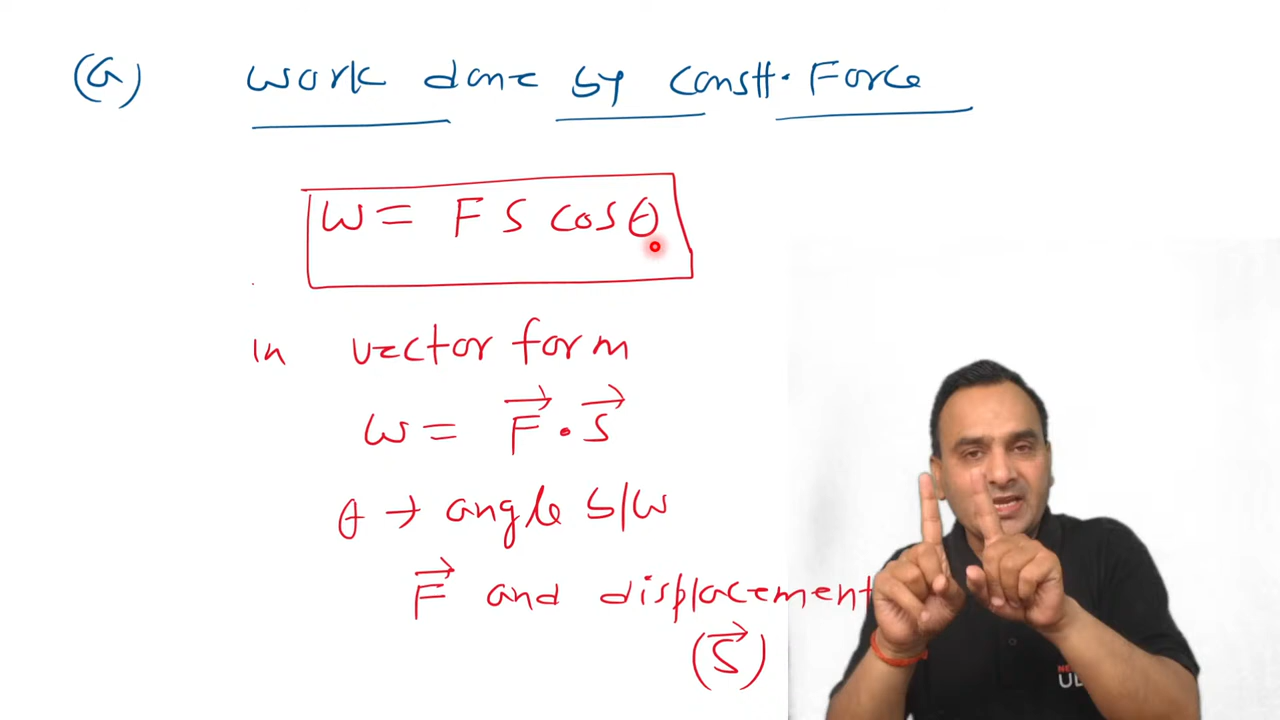 (a) Work done by Constt. Force
W = F S cos θ
In vector form
W = F⃗ . S⃗
θ → angle b/w
F⃗ and displacement
(S⃗)